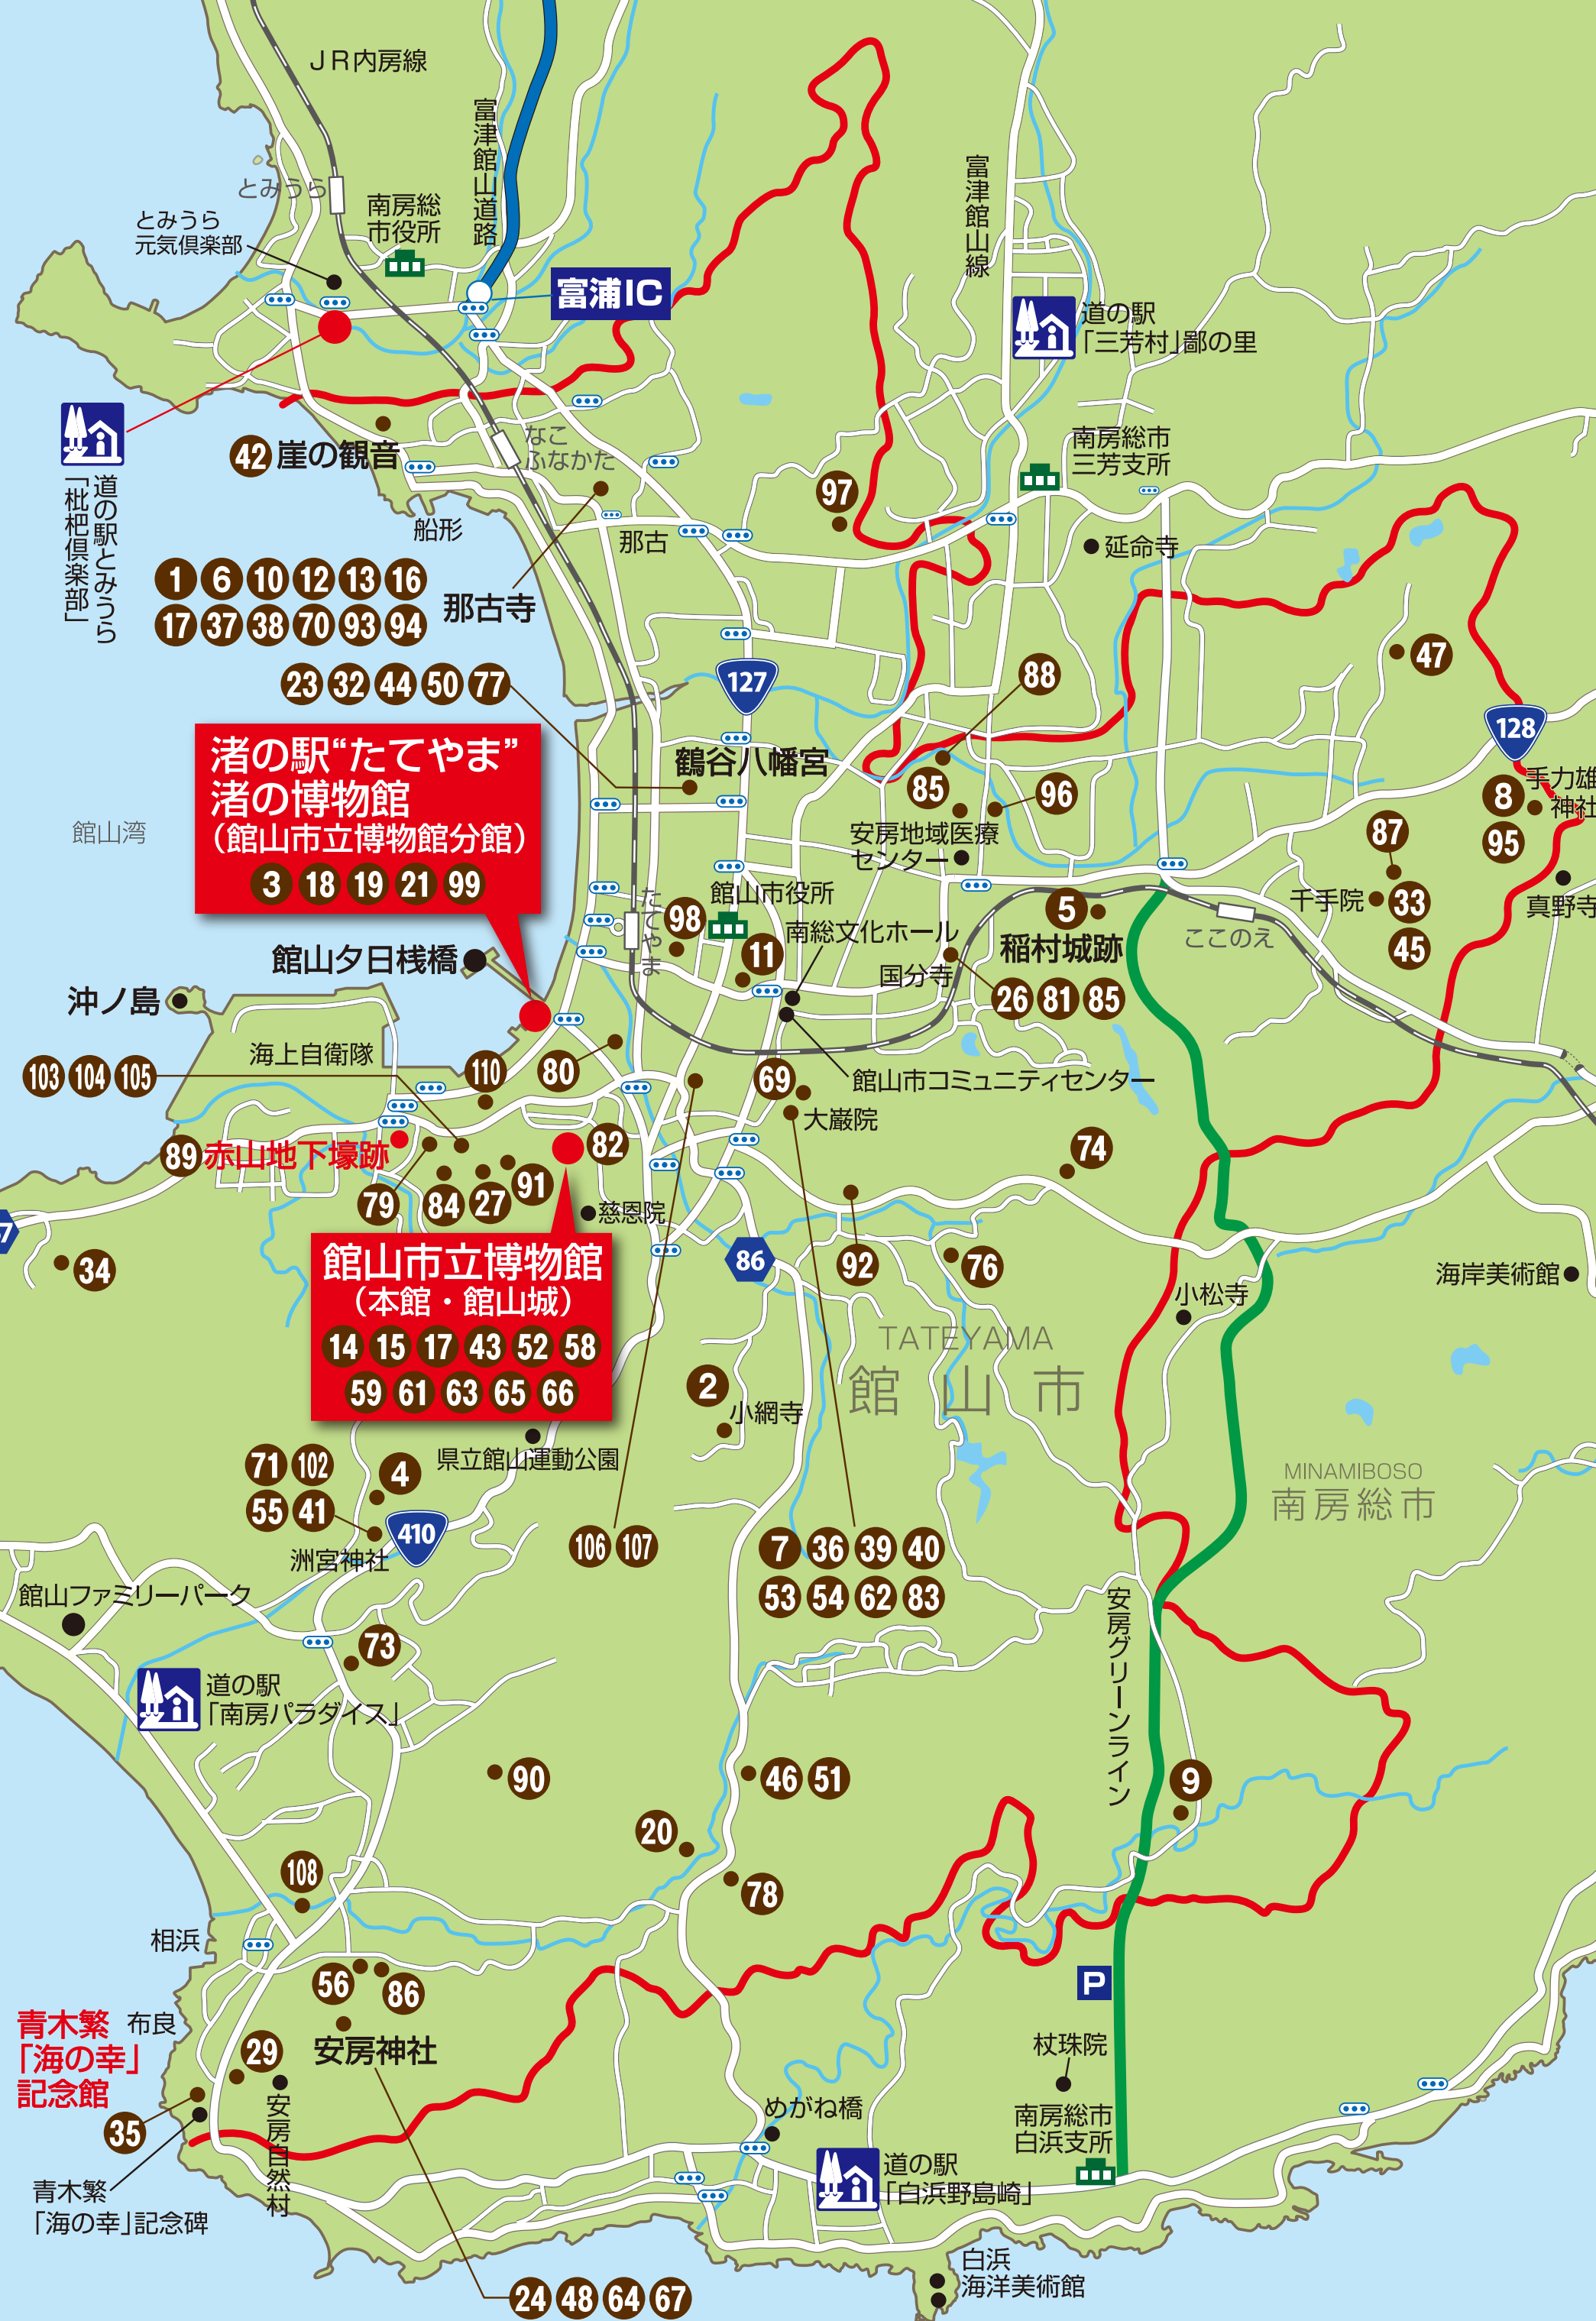 JR内房線
富津館山道路
とみうら
南房総
市役所
とみうら
元気倶楽部
富浦IC
富津館山線
道の駅
「三芳村」鄙の里
道の駅とみうら
「枇杷倶楽部」
42 崖の観音
なこ
ふなかた
船形
那古
97
南房総市
三芳支所
延命寺
1 6 10 12 13 16
17 37 38 70 93 94
那古寺
23 32 44 50 77
127
88
47
128
渚の駅“たてやま”
渚の博物館
(館山市立博物館分館)
3 18 19 21 99
館山湾
鶴谷八幡宮
85
96
安房地域医療
センター
8
手力雄
神社
95
87
千手院
33
45
真野寺
館山市役所
たてやま
98
11
南総文化ホール
国分寺
5
稲村城跡
ここのえ
26 81 85
館山夕日桟橋
沖ノ島
海上自衛隊
103 104 105
110
80
69
館山市コミュニティセンター
大巌院
89
赤山地下壕跡
82
79
84
27
91
慈恩院
74
7
34
館山市立博物館
(本館・館山城)
14 15 17 43 52 58
59 61 63 65 66
86
92
76
小松寺
海岸美術館
TATEYAMA
館山市
2
小網寺
MINAMIBOSO
南房総市
県立館山運動公園
71 102
55 41
4
410
洲宮神社
106 107
7 36 39 40
53 54 62 83
館山ファミリーパーク
73
道の駅
「南房パラダイス」
安房グリーンライン
90
46 51
9
20
78
108
相浜
56
86
安房神社
P
青木繁
「海の幸」
記念館
布良
29
35
安房自然村
青木繁
「海の幸」記念碑
杖珠院
めがね橋
南房総市
白浜支所
道の駅
「白浜野島崎」
24 48 64 67
白浜
海洋美術館